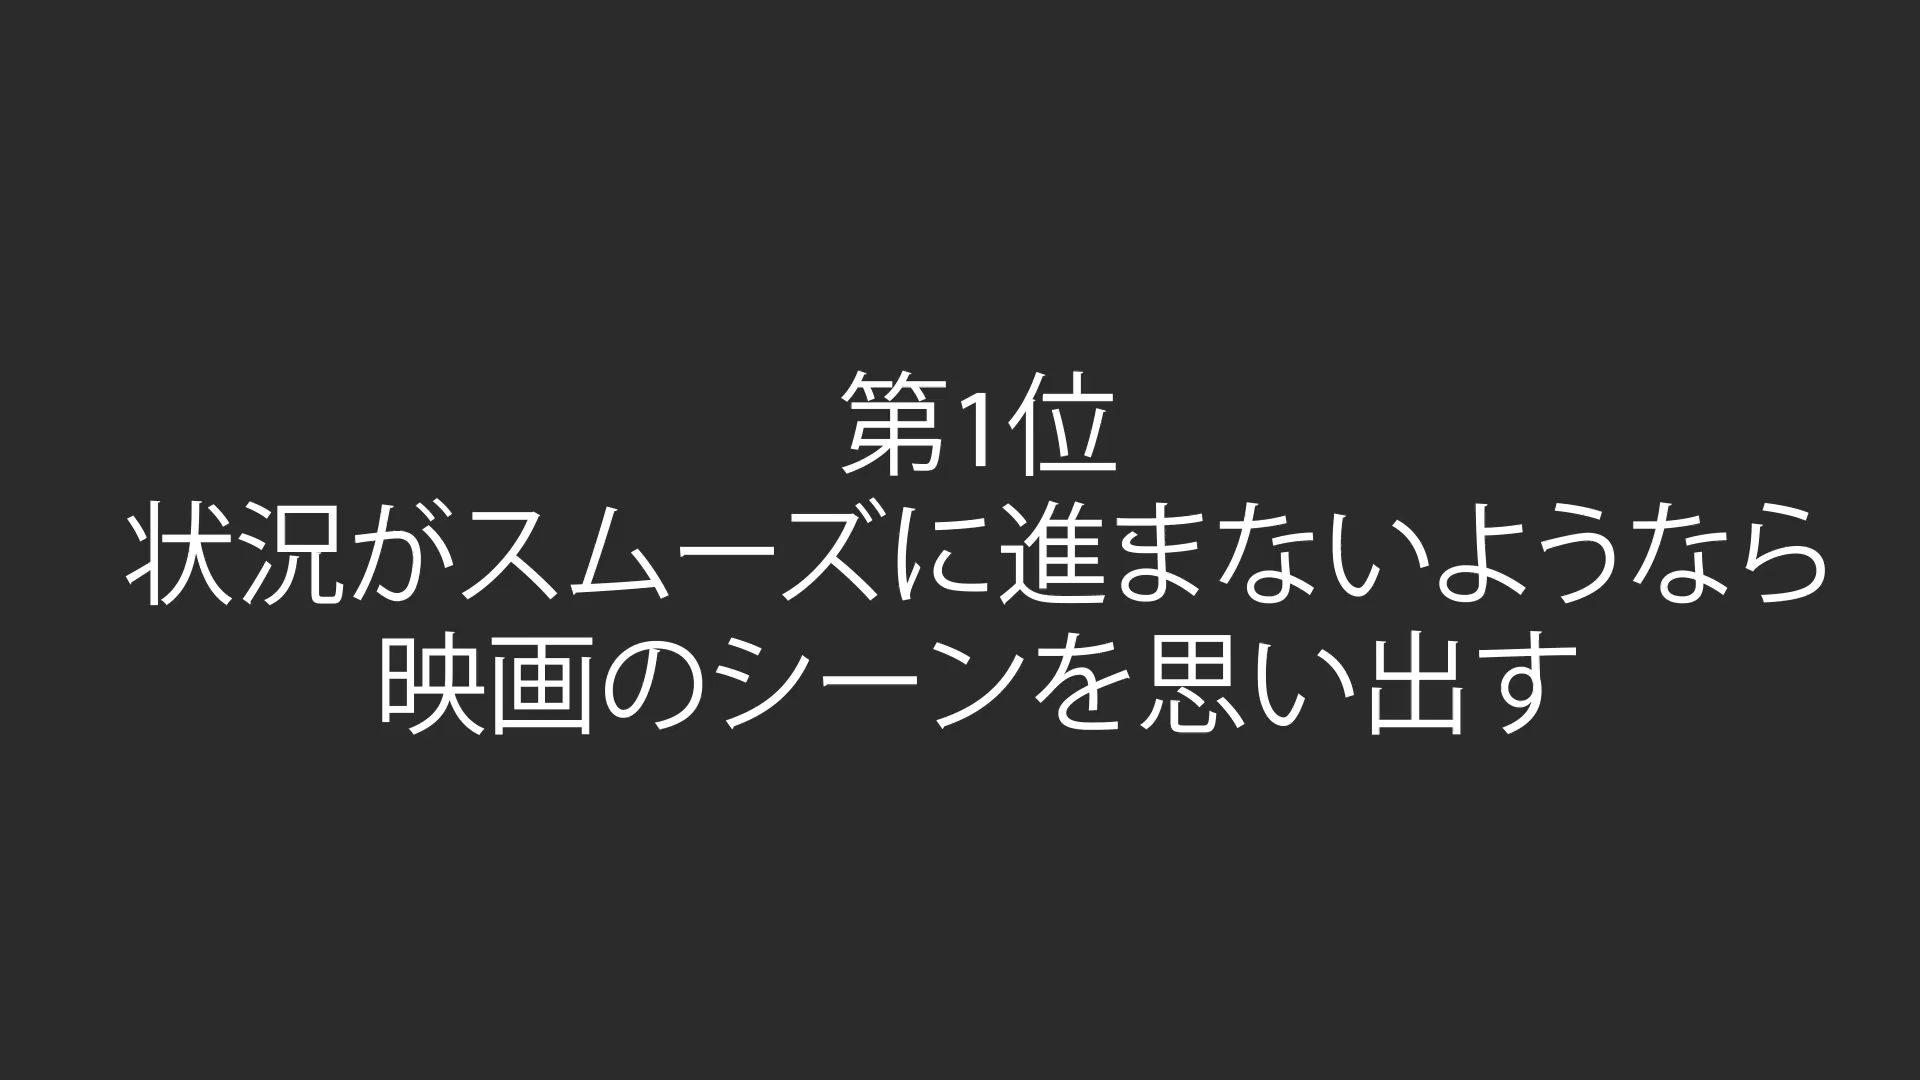 第1位
状況がスムーズに進まないようなら
映画のシーンを思い出す